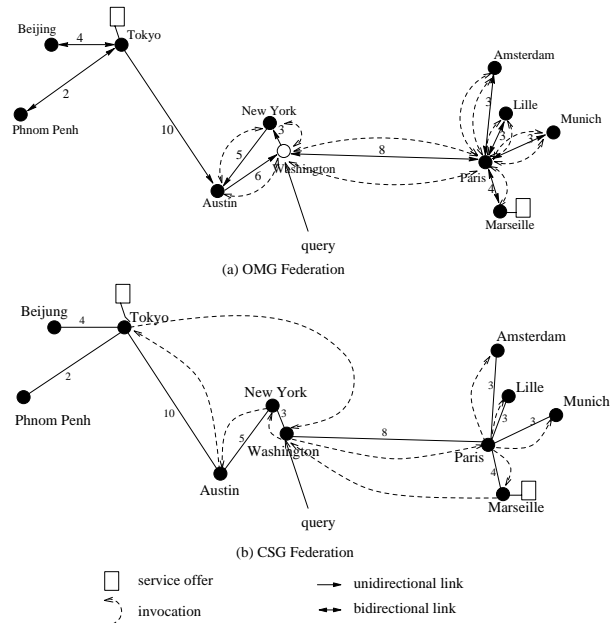 Beijing
Tokyo
4
2
Phnom Penh
10
New York
3
5
6
Washington
Austin
8
query
Amsterdam
Lille
Munich
3
3
3
Paris
4
Marseille
(a) OMG Federation
Beijung
Tokyo
4
2
Phnom Penh
10
New York
3
5
Washington
Austin
8
query
Amsterdam
Lille
Munich
3
3
3
Paris
4
Marseille
(b) CSG Federation
service offer
unidirectional link
invocation
bidirectional link